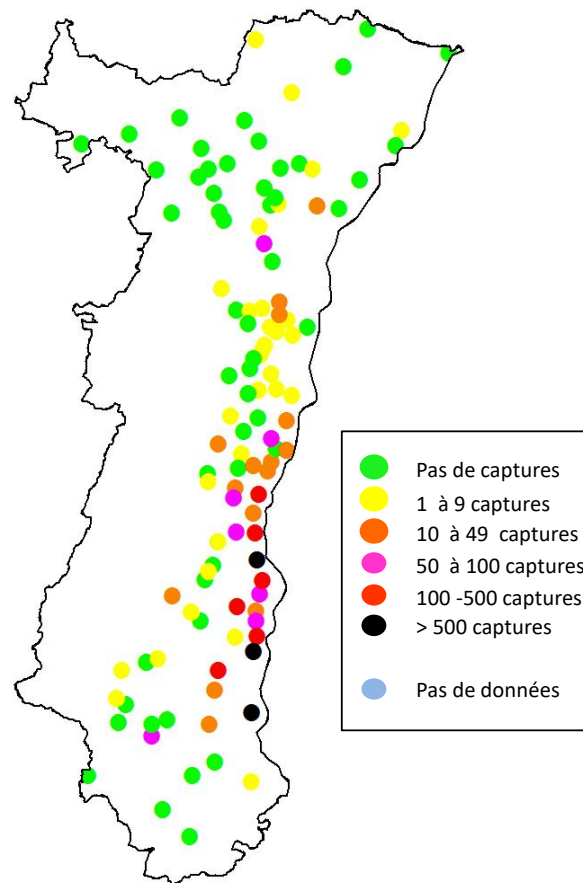 Pas de captures
1 à 9 captures
10 à 49 captures
50 à 100 captures
100 -500 captures
> 500 captures
Pas de données